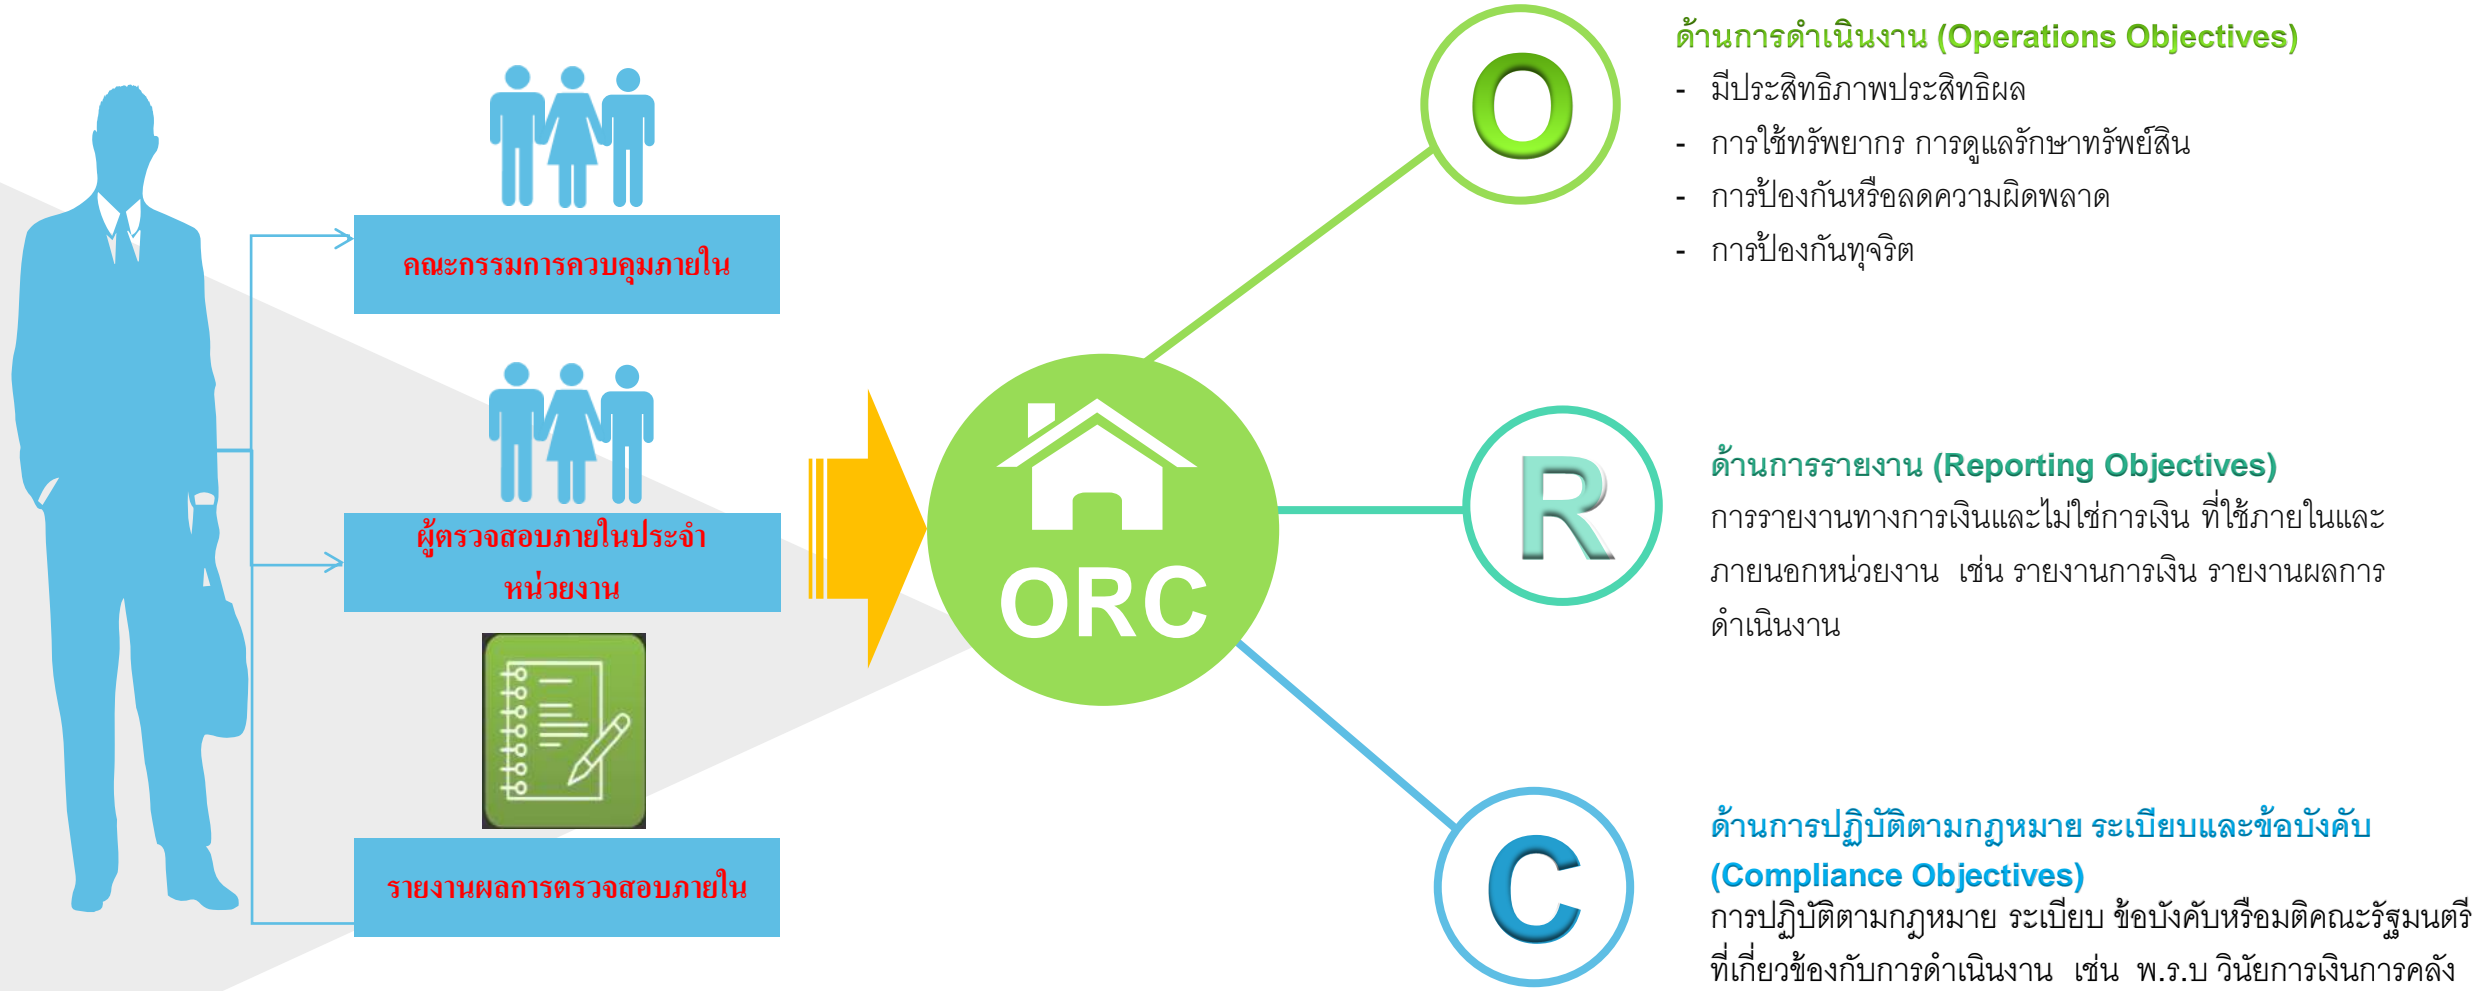 คณะกรรมการควบคุมภายใน
ผู้ตรวจสอบภายในประจำ
หน่วยงาน
รายงานผลการตรวจสอบภายใน
ORC
O
ด้านการดำเนินงาน (Operations Objectives)
- มีประสิทธิภาพประสิทธิผล
- การใช้ทรัพยากร การดูแลรักษาทรัพย์สิน
- การป้องกันหรือลดความผิดพลาด
- การป้องกันทุจริต
R
ด้านการรายงาน (Reporting Objectives)
การรายงานทางการเงินและไม่ใช่การเงิน ที่ใช้ภายในและ
ภายนอกหน่วยงาน เช่น รายงานการเงิน รายงานผลการ
ดำเนินงาน
C
ด้านการปฏิบัติตามกฎหมาย ระเบียบและข้อบังคับ
(Compliance Objectives)
การปฏิบัติตามกฎหมาย ระเบียบ ข้อบังคับหรือมติคณะรัฐมนตรี
ที่เกี่ยวข้องกับการดำเนินงาน เช่น พ.ร.บ วินัยการเงินการคลัง